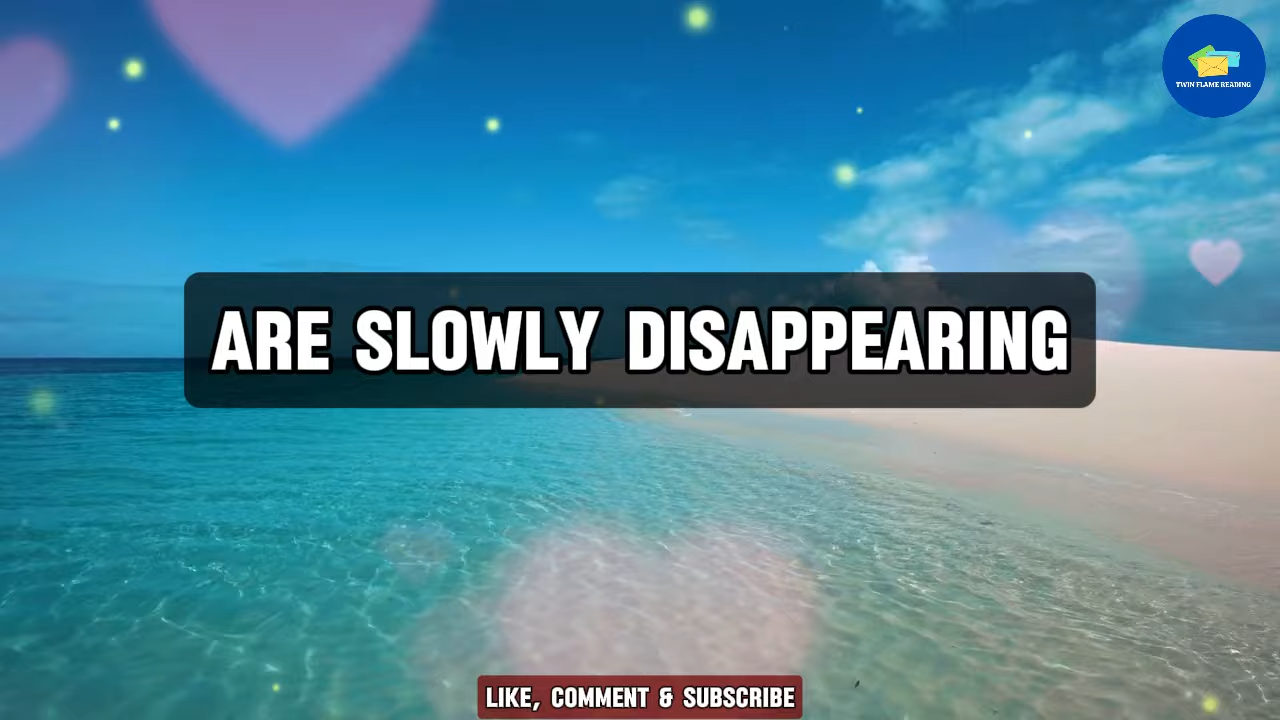 TWIN FLAME READING
ARE SLOWLY DISAPPEARING
LIKE, COMMENT & SUBSCRIBE